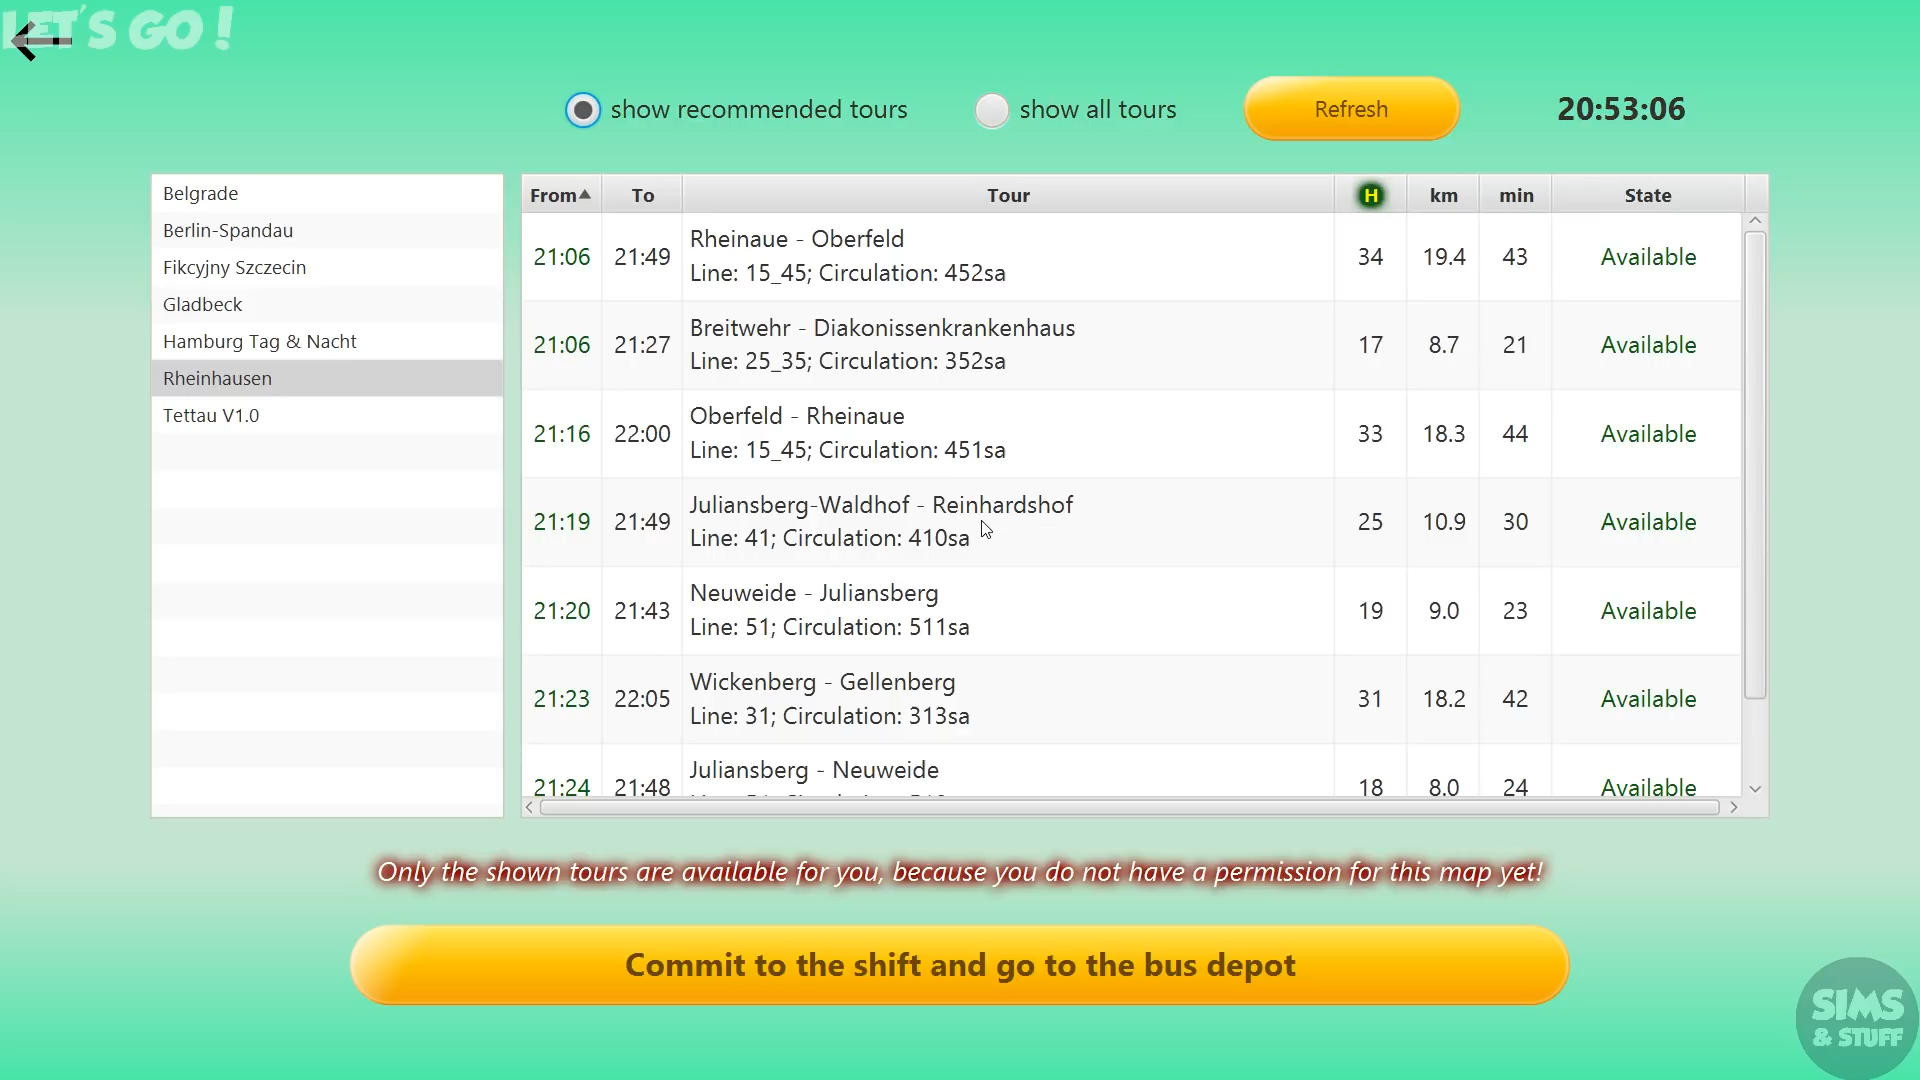 LET'S GO!
show recommended tours
show all tours
Refresh
20:53:06
Belgrade
Berlin-Spandau
Fikcyjny Szczecin
Gladbeck
Hamburg Tag & Nacht
Rheinhausen
Tettau V1.0
From To Tour H km min State
21:06 21:49 Rheinaue - Oberfeld 34 19.4 43 Available
Line: 15_45; Circulation: 452sa
21:06 21:27 Breitwehr - Diakonissenkrankenhaus 17 8.7 21 Available
Line: 25_35; Circulation: 352sa
21:16 22:00 Oberfeld - Rheinaue 33 18.3 44 Available
Line: 15_45; Circulation: 451sa
21:19 21:49 Juliansberg-Waldhof - Reinhardshof 25 10.9 30 Available
Line: 41; Circulation: 410sa
21:20 21:43 Neuweide - Juliansberg 19 9.0 23 Available
Line: 51; Circulation: 511sa
21:23 22:05 Wickenberg - Gellenberg 31 18.2 42 Available
Line: 31; Circulation: 313sa
21:24 21:48 Juliansberg - Neuweide 18 8.0 24 Available
Only the shown tours are available for you, because you do not have a permission for this map yet!
Commit to the shift and go to the bus depot
SIMS
& STUFF